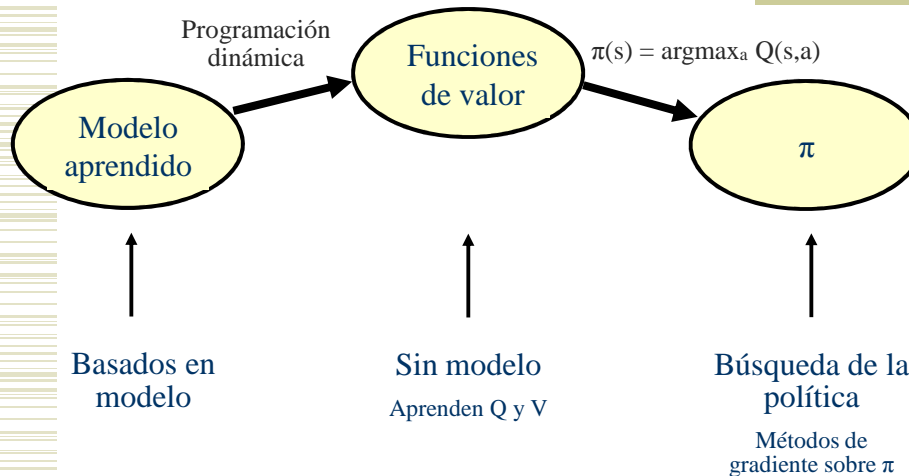 Programación
dinámica
Funciones
de valor
π(s) = argmaxₐ Q(s,a)
Modelo
aprendido
π
Basados en
modelo
Sin modelo
Aprenden Q y V
Búsqueda de la
política
Métodos de
gradiente sobre π